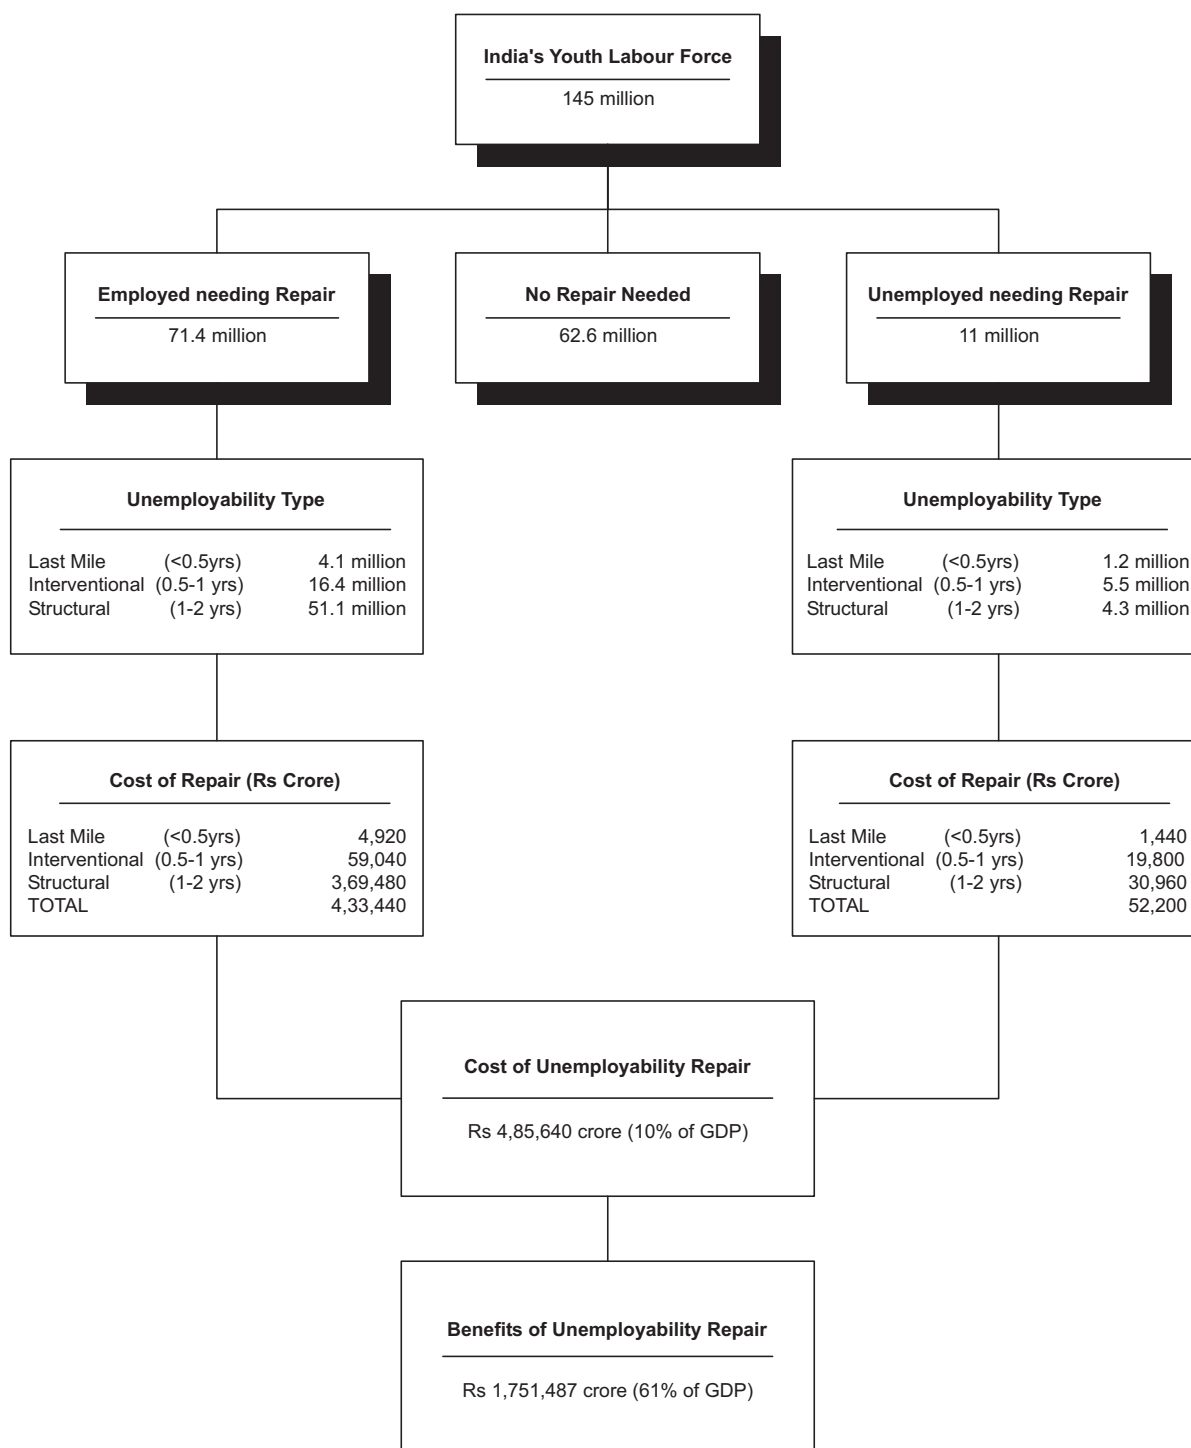 India's Youth Labour Force
145 million
Employed needing Repair
71.4 million
No Repair Needed
62.6 million
Unemployed needing Repair
11 million
Unemployability Type
Last Mile (<0.5yrs) 4.1 million
Interventional (0.5-1 yrs) 16.4 million
Structural (1-2 yrs) 51.1 million
Unemployability Type
Last Mile (<0.5yrs) 1.2 million
Interventional (0.5-1 yrs) 5.5 million
Structural (1-2 yrs) 4.3 million
Cost of Repair (Rs Crore)
Last Mile (<0.5yrs) 4,920
Interventional (0.5-1 yrs) 59,040
Structural (1-2 yrs) 3,69,480
TOTAL 4,33,440
Cost of Repair (Rs Crore)
Last Mile (<0.5yrs) 1,440
Interventional (0.5-1 yrs) 19,800
Structural (1-2 yrs) 30,960
TOTAL 52,200
Cost of Unemployability Repair
Rs 4,85,640 crore (10% of GDP)
Benefits of Unemployability Repair
Rs 1,751,487 crore (61% of GDP)